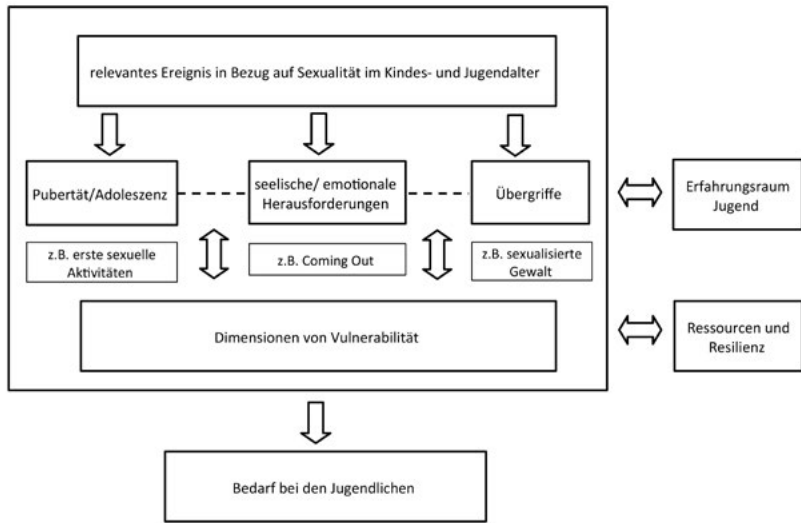 relevantes Ereignis in Bezug auf Sexualität im Kindes- und Jugendalter
Pubertät/Adoleszenz
seelische/ emotionale
Herausforderungen
Übergriffe
Erfahrungsraum
Jugend
z.B. erste sexuelle
Aktivitäten
z.B. Coming Out
z.B. sexualisierte
Gewalt
Dimensionen von Vulnerabilität
Ressourcen und
Resilienz
Bedarf bei den Jugendlichen